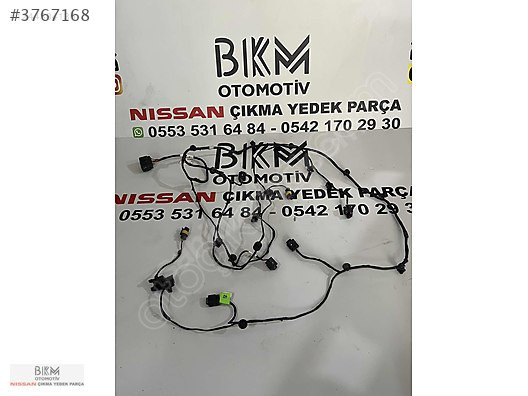 #3767168
BKM
OTOMOTİV
NISSAN ÇIKMA YEDEK PARÇA
0553 531 64 84 - 0542 170 29 30
BKM
OTOMOTİV
NISSAN ÇIKMA YEDEK PARÇA
0553 531 64 84 - 0542 170 29 30
BKM
OTOMOTİV
NISSAN ÇIKMA YEDEK PARÇA